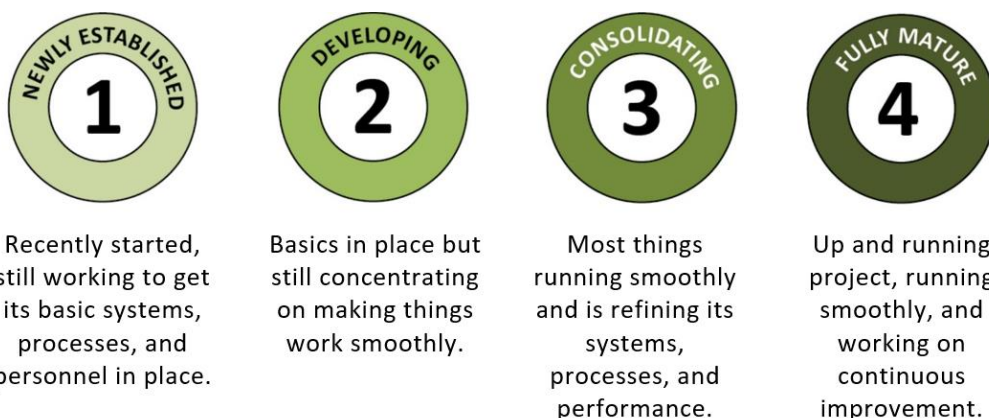 NEWLY ESTABLISHED
1
Recently started,
still working to get
its basic systems,
processes, and
personnel in place.
DEVELOPING
2
Basics in place but
still concentrating
on making things
work smoothly.
CONSOLIDATING
3
Most things
running smoothly
and is refining its
systems,
processes, and
performance.
FULLY MATURE
4
Up and running
project, running
smoothly, and
working on
continuous
improvement.